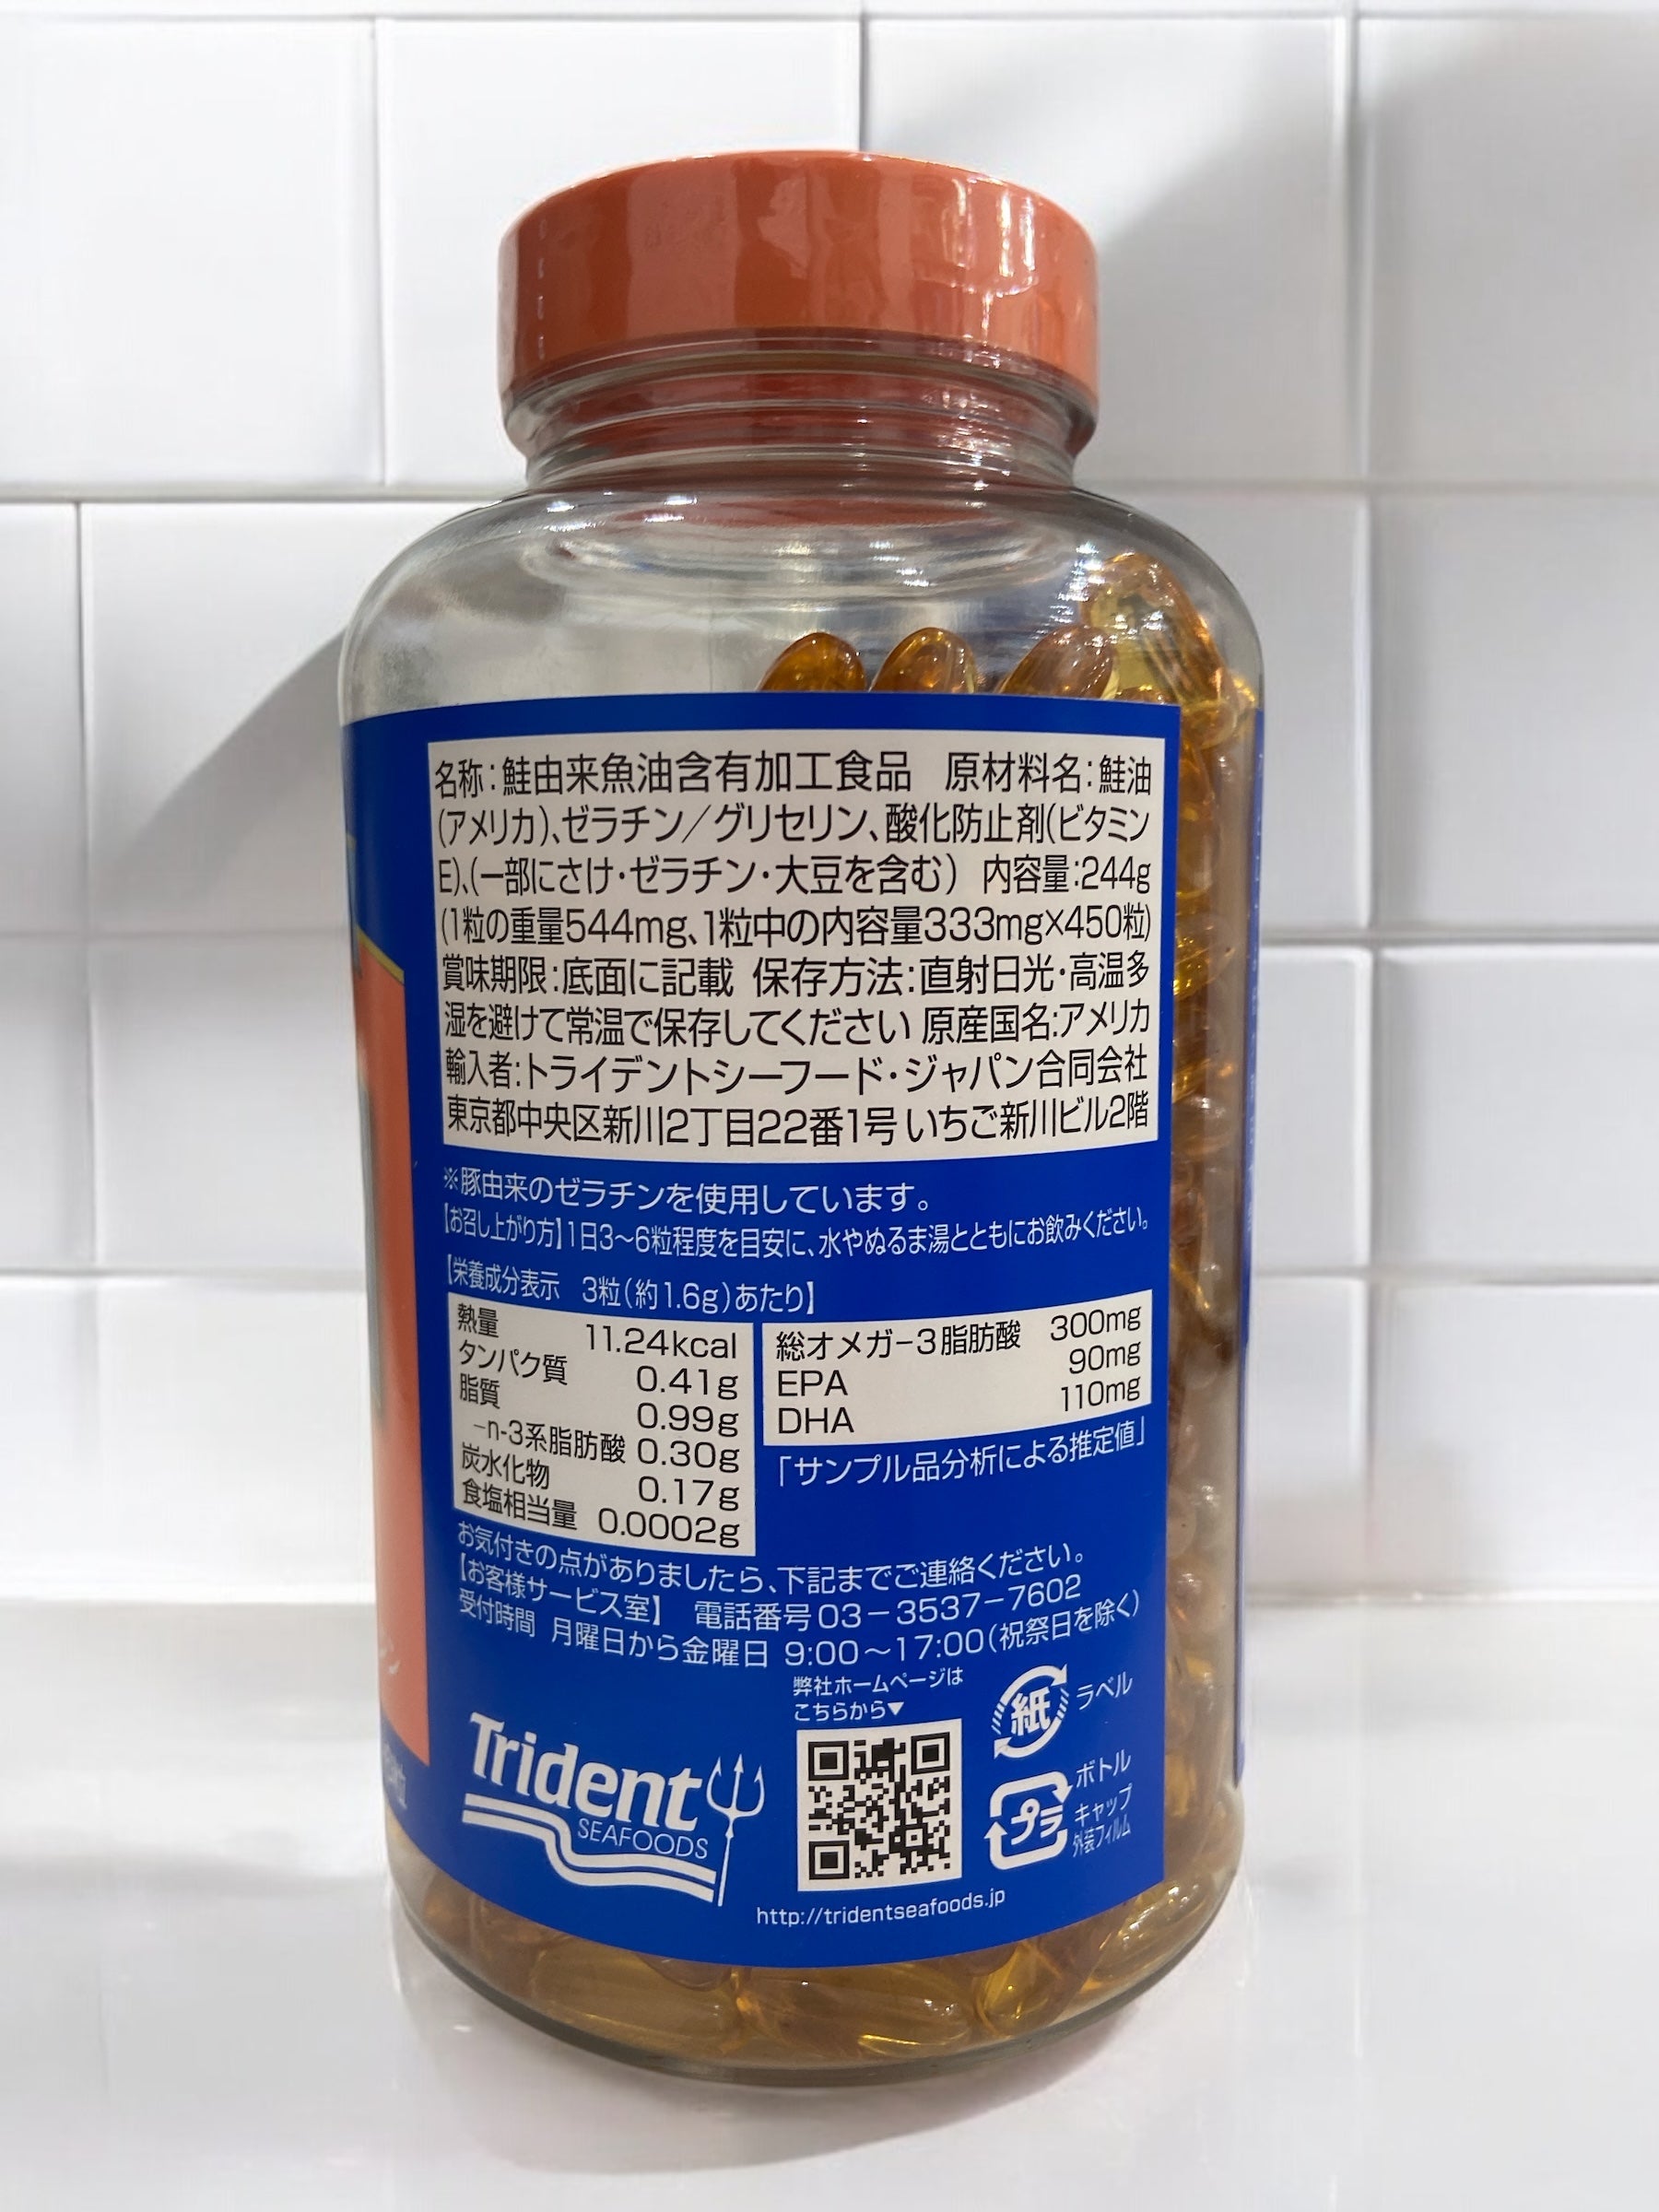 名称:鮭由来魚油含有加工食品 原材料名:鮭油
(アメリカ)、ゼラチン/グリセリン、酸化防止剤(ビタミン
E)、(一部にさけ・ゼラチン・大豆を含む) 内容量:244g
(1粒の重量544mg、1粒中の内容量333mg×450粒)
賞味期限:底面に記載 保存方法:直射日光・高温多
湿を避けて常温で保存してください 原産国名:アメリカ
輸入者:トライデントシーフード・ジャパン合同会社
東京都中央区新川2丁目22番1号 いちご新川ビル2階
※豚由来のゼラチンを使用しています。
【お召し上がり方】1日3〜6粒程度を目安に、水やぬるま湯とともにお飲みください。
【栄養成分表示 3粒(約1.6g)あたり】
熱量 11.24kcal
タンパク質 0.41g
脂質 0.99g
−n-3系脂肪酸 0.30g
炭水化物 0.17g
食塩相当量 0.0002g
総オメガ−3脂肪酸 300mg
EPA 90mg
DHA 110mg
「サンプル品分析による推定値」
お気付きの点がありましたら、下記までご連絡ください。
【お客様サービス室】 電話番号 03−3537−7602
受付時間 月曜日から金曜日 9:00〜17:00(祝祭日を除く)
弊社ホームページは
こちらから▼
Trident
SEAFOODS
紙 ラベル
プラ ボトル
キャップ
外装フィルム
http://tridentseafoods.jp